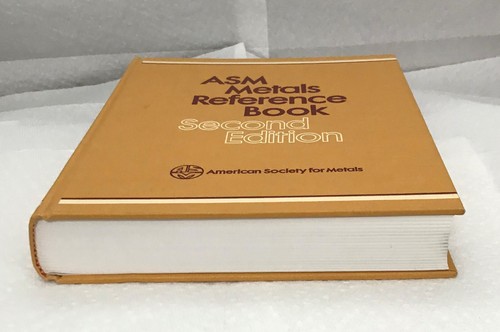 ASM
Metals
Reference
Book
Second
Edition
American Society for Metals